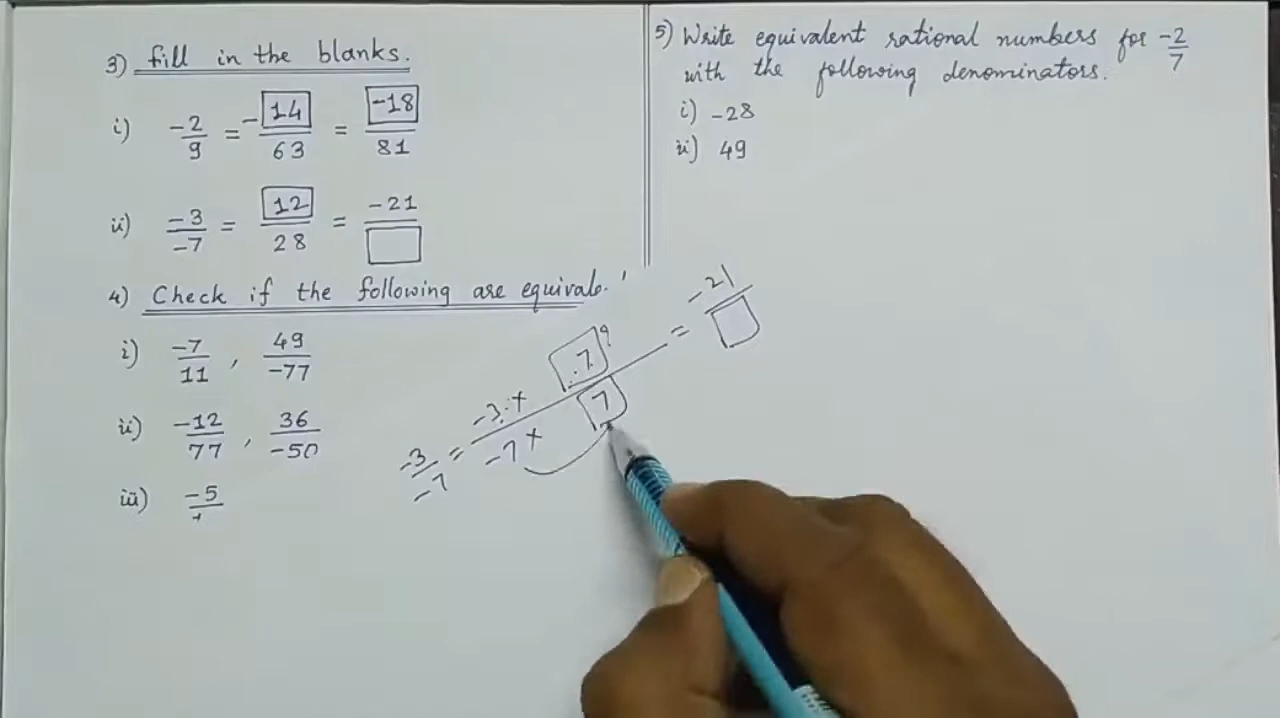 3) fill in the blanks.
i) -2/9 = -14/63 = -18/81
ii) -3/-7 = 12/28 = -21/□
4) Check if the following are equivale.
i) -7/11 , 49/-77
ii) -12/77 , 36/-50
iii) -5/
-3/-7 = -3 × 7/-7 × 7 = -21/□
5) Write equivalent rational numbers for -2/7
with the following denominators.
i) -28
ii) 49